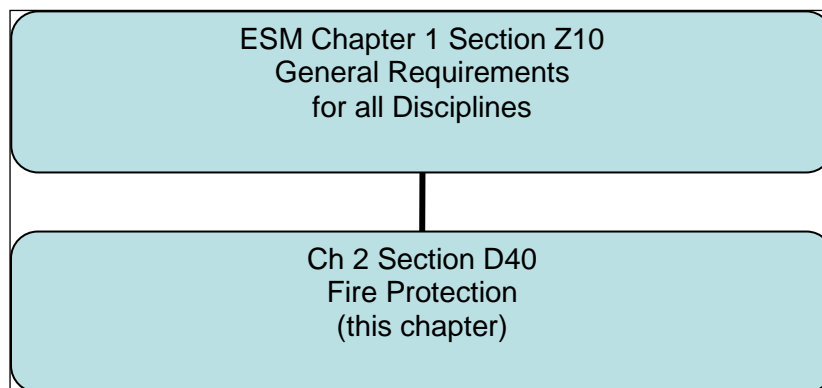 ESM Chapter 1 Section Z10
General Requirements
for all Disciplines
Ch 2 Section D40
Fire Protection
(this chapter)